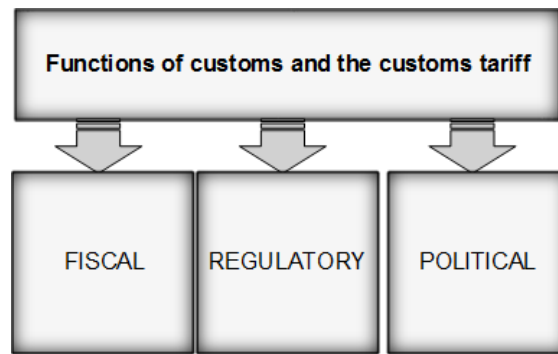 Functions of customs and the customs tariff
FISCAL
REGULATORY
POLITICAL